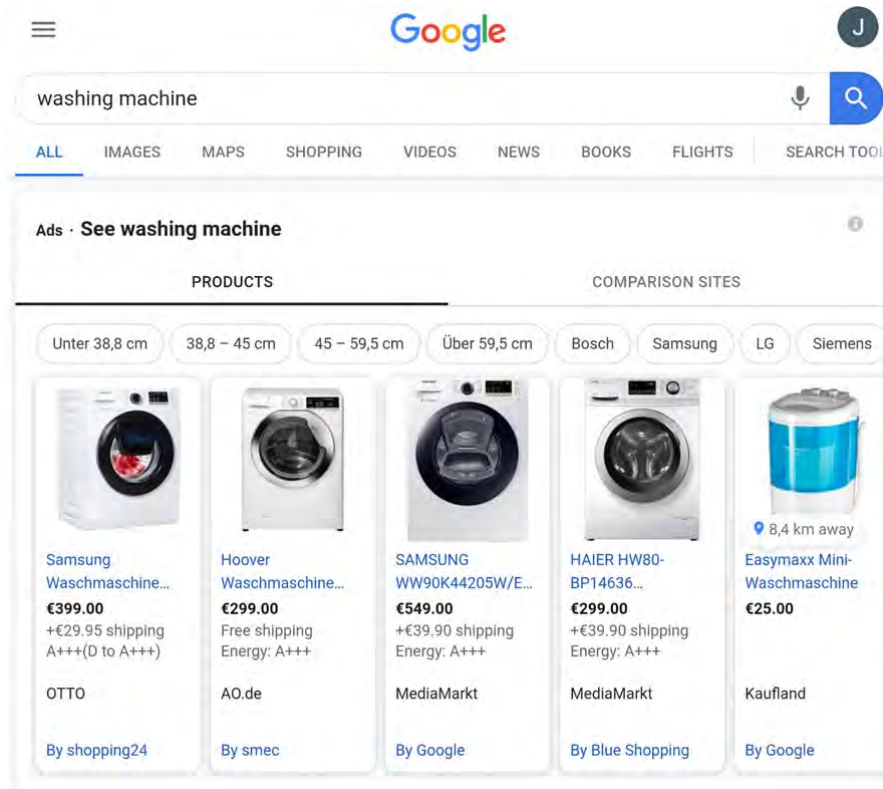 Google
J
washing machine
ALL IMAGES MAPS SHOPPING VIDEOS NEWS BOOKS FLIGHTS SEARCH TOOL
Ads · See washing machine
PRODUCTS COMPARISON SITES
Unter 38,8 cm 38,8 – 45 cm 45 – 59,5 cm Über 59,5 cm Bosch Samsung LG Siemens
8,4 km away
Samsung
Waschmaschine...
€399.00
+€29.95 shipping
A+++(D to A+++)
OTTO
By shopping24
Hoover
Waschmaschine...
€299.00
Free shipping
Energy: A+++
AO.de
By smec
SAMSUNG
WW90K44205W/E...
€549.00
+€39.90 shipping
Energy: A+++
MediaMarkt
By Google
HAIER HW80-
BP14636...
€299.00
+€39.90 shipping
Energy: A+++
MediaMarkt
By Blue Shopping
Easymaxx Mini-
Waschmaschine
€25.00
Kaufland
By Google